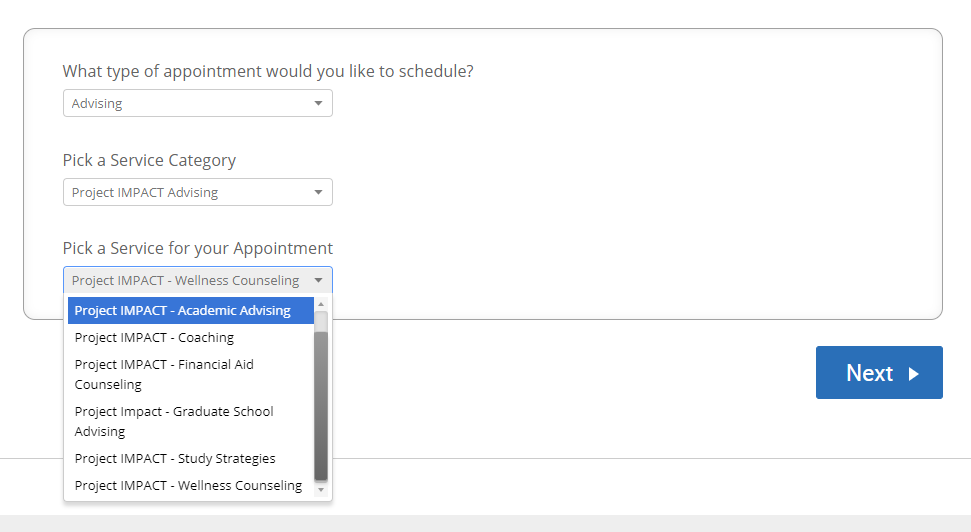 What type of appointment would you like to schedule?
Advising
Pick a Service Category
Project IMPACT Advising
Pick a Service for your Appointment
Project IMPACT - Wellness Counseling
Project IMPACT - Academic Advising
Project IMPACT - Coaching
Project IMPACT - Financial Aid
Counseling
Project Impact - Graduate School
Advising
Project IMPACT - Study Strategies
Project IMPACT - Wellness Counseling
Next